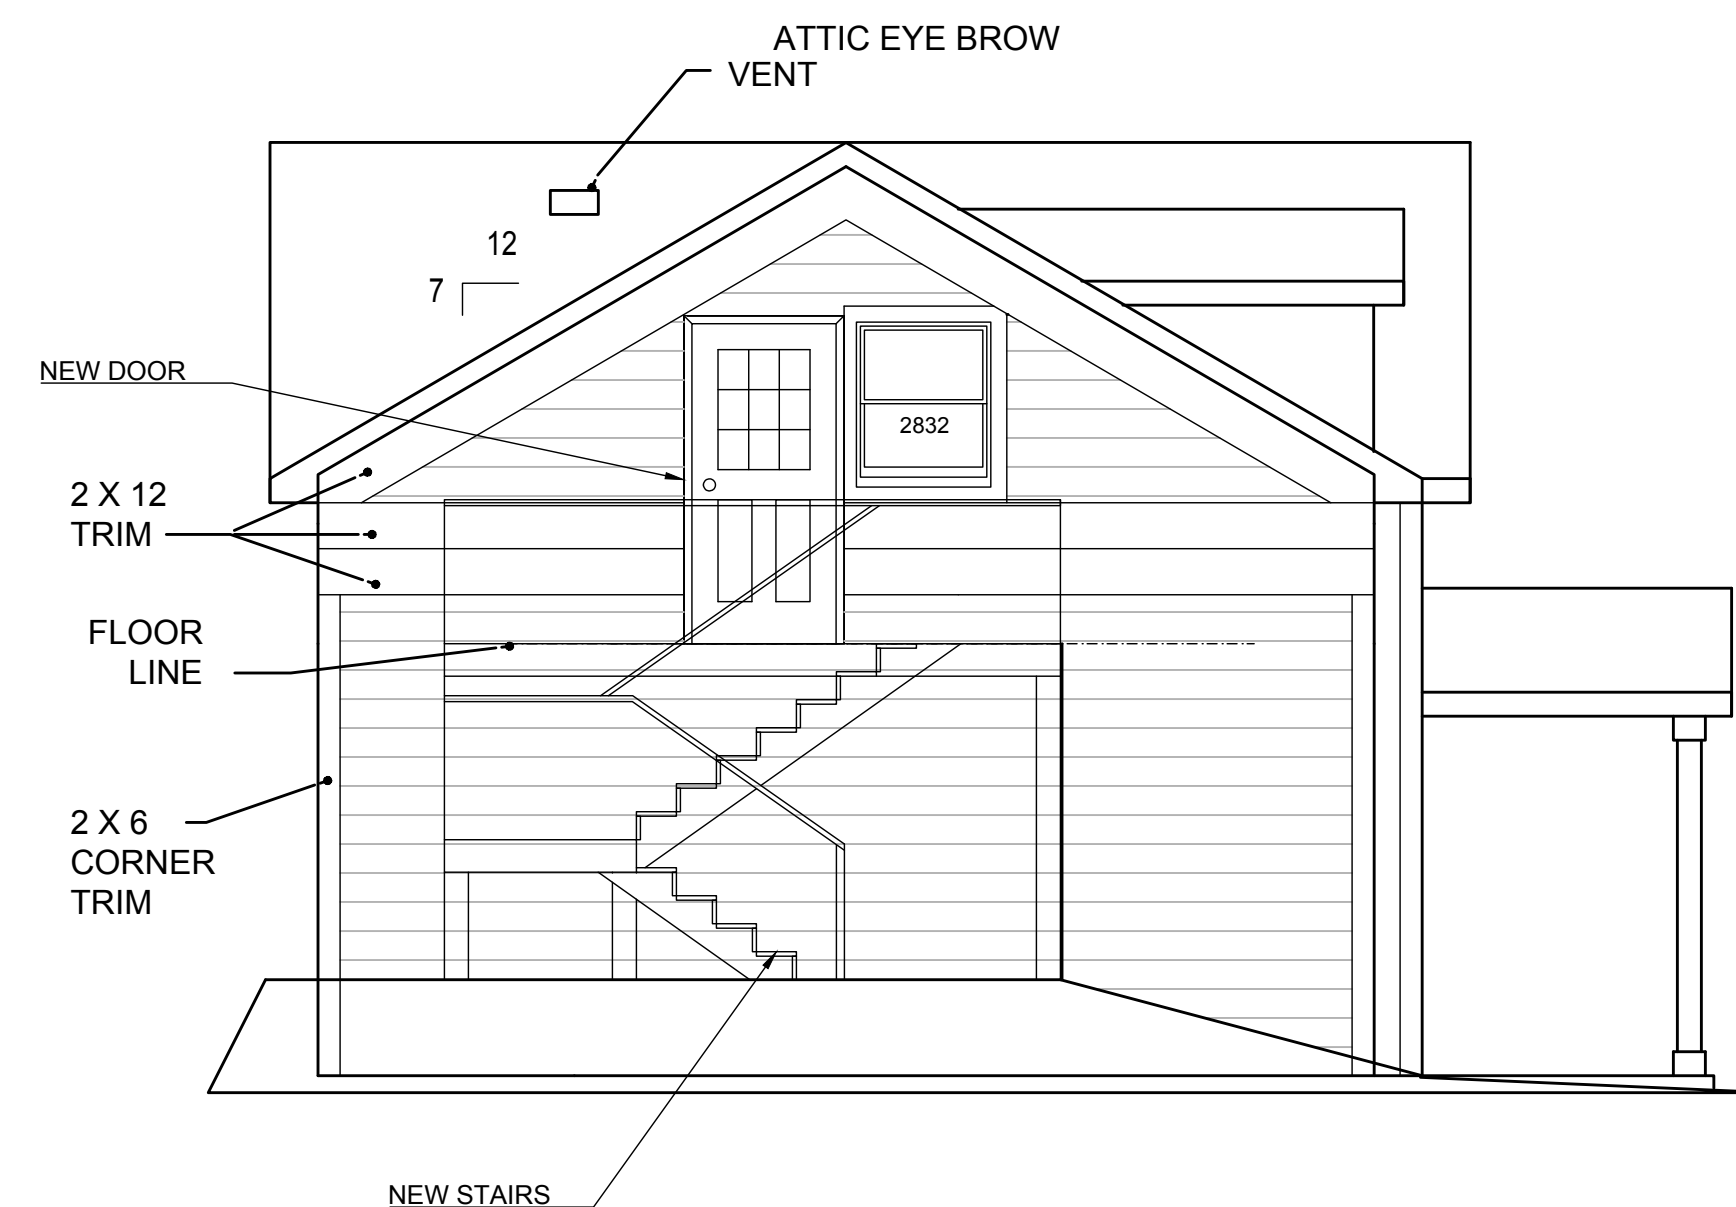 ATTIC EYE BROW
VENT
12
7
NEW DOOR
2832
2 X 12
TRIM
FLOOR
LINE
2 X 6
CORNER
TRIM
NEW STAIRS